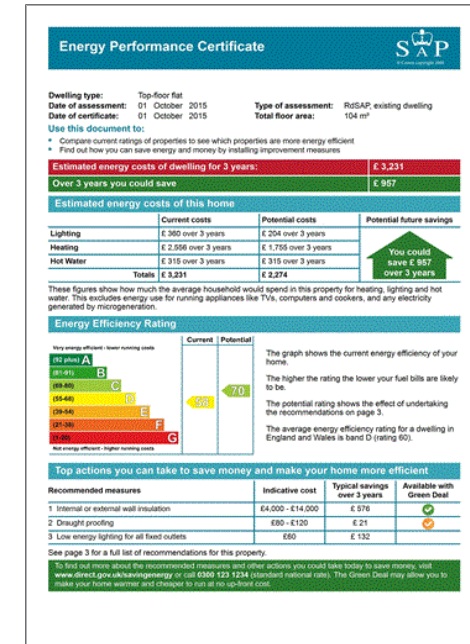 Energy Performance Certificate
SAP
Dwelling type: Top-floor flat
Date of assessment: 01 October 2015 Type of assessment: RdSAP, existing dwelling
Date of certificate: 01 October 2015 Total floor area: 104 m²
Use this document to:
• Compare current ratings of properties to see which properties are more energy efficient
• Find out how you can save energy and money by installing improvement measures
Estimated energy costs of dwelling for 3 years: £ 3,231
Over 3 years you could save £ 957
Estimated energy costs of this home
Current costs Potential costs Potential future savings
Lighting £ 360 over 3 years £ 204 over 3 years
Heating £ 2,556 over 3 years £ 1,755 over 3 years
Hot Water £ 315 over 3 years £ 315 over 3 years
Totals £ 3,231 £ 2,274
You could
save £ 957
over 3 years
These figures show how much the average household would spend in this property for heating, lighting and hot
water. This excludes energy use for running appliances like TVs, computers and cookers, and any electricity
generated by microgeneration.
Energy Efficiency Rating
Current Potential
Very energy efficient - lower running costs
(92 plus) A
(81-91) B
(69-80) C
(55-68) D
(39-54) E
(21-38) F
(1-20) G
Not energy efficient - higher running costs
70
The graph shows the current energy efficiency of your
home.
The higher the rating the lower your fuel bills are likely
to be.
The potential rating shows the effect of undertaking
the recommendations on page 3.
The average energy efficiency rating for a dwelling in
England and Wales is band D (rating 60).
Top actions you can take to save money and make your home more efficient
Recommended measures Indicative cost Typical savings over 3 years Available with Green Deal
1 Internal or external wall insulation £4,000 - £14,000 £ 576
2 Draught proofing £80 - £120 £ 21
3 Low energy lighting for all fixed outlets £60 £ 132
See page 3 for a full list of recommendations for this property.
To find out more about the recommended measures and other actions you could take today to save money, visit
www.direct.gov.uk/savingenergy or call 0300 123 1234 (standard national rate). The Green Deal may allow you to
make your home warmer and cheaper to run at no up-front cost.